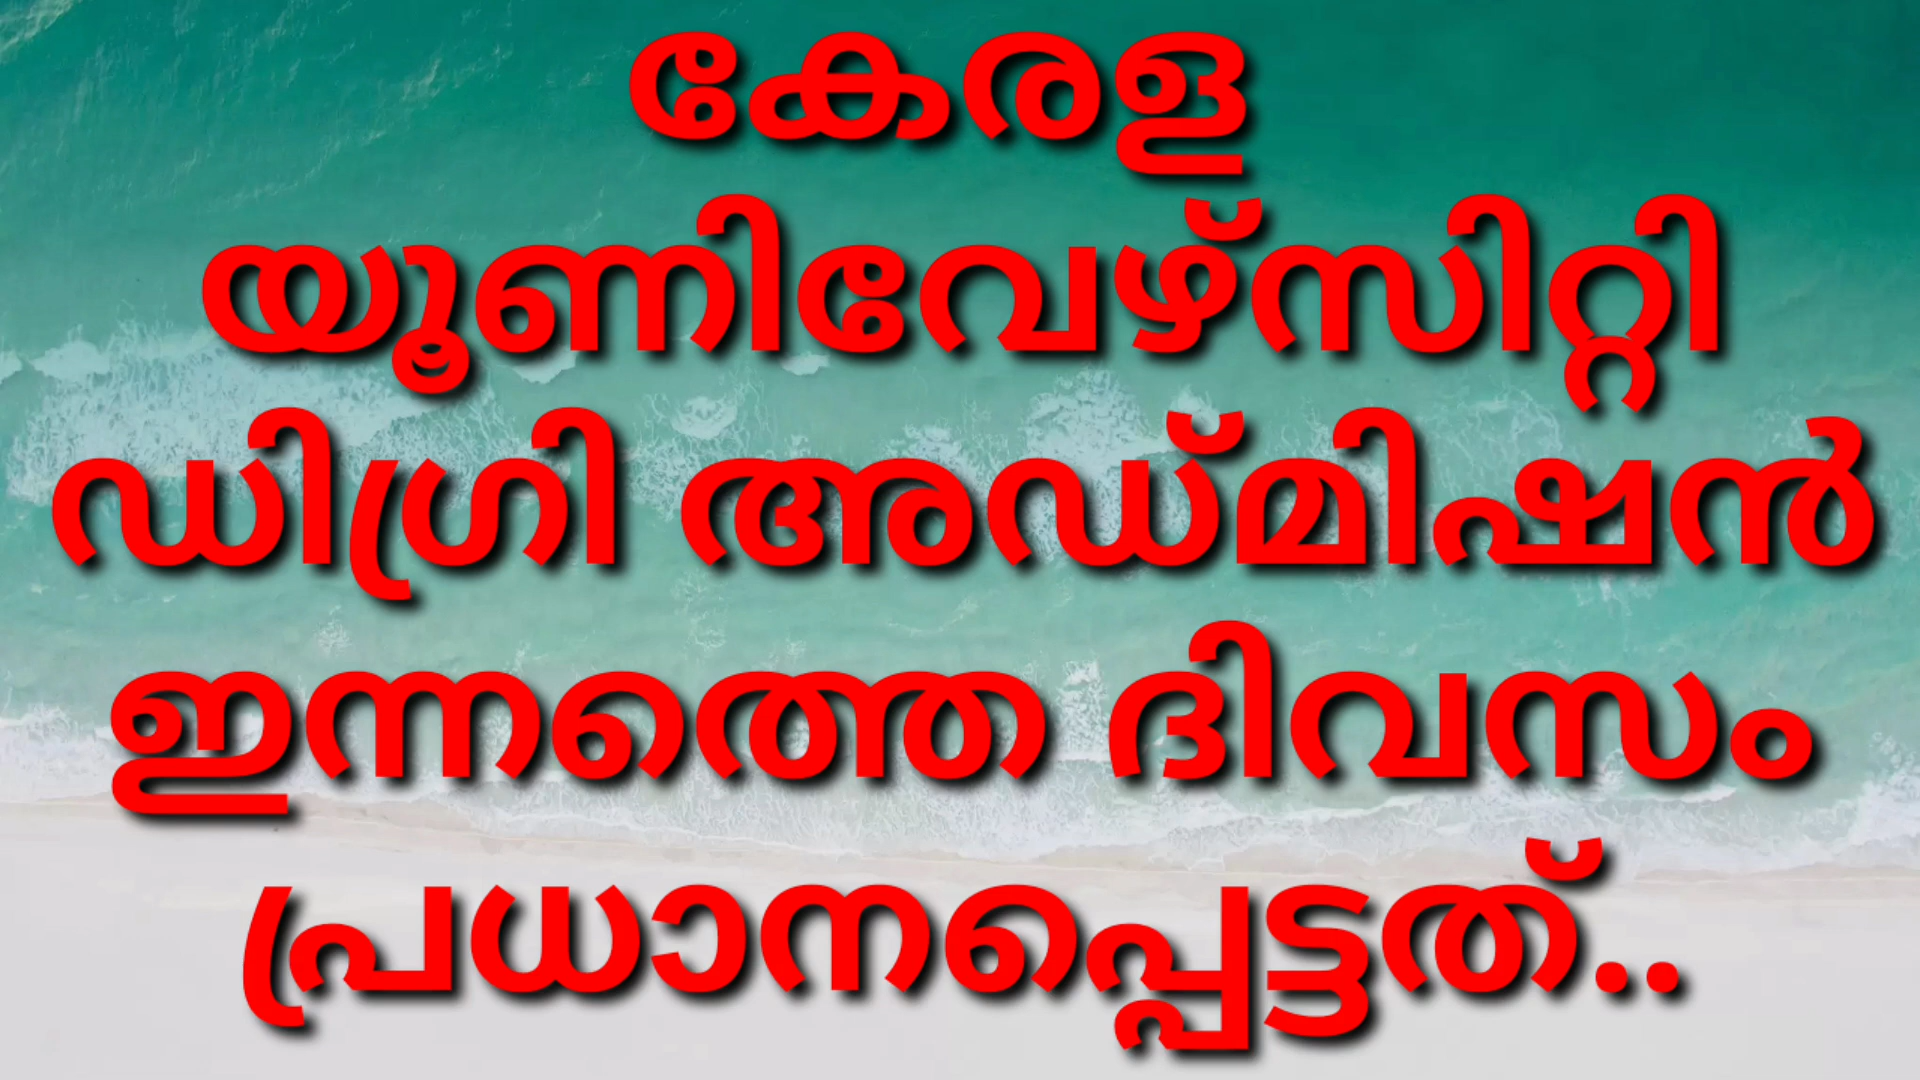 കേരള
യൂണിവേഴ്സിറ്റി
ഡിഗ്രി അഡ്മിഷൻ
ഇന്നത്തെ ദിവസം
പ്രധാനപ്പെട്ടത്..